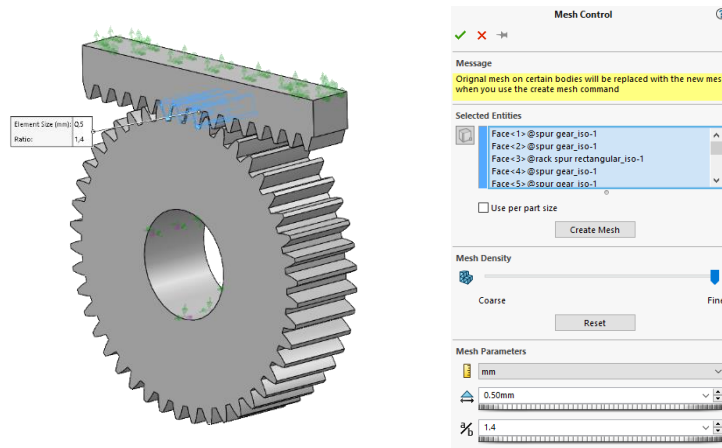 Mesh Control
Message
Orignal mesh on certain bodies will be replaced with the new mes
when you use the create mesh command
Selected Entities
Face<1>@spur gear_iso-1
Face<2>@spur gear_iso-1
Face<3>@rack spur rectangular_iso-1
Face<4>@spur gear_iso-1
Face<5>@spur gear_iso-1
Use per part size
Create Mesh
Mesh Density
Coarse Fine
Reset
Mesh Parameters
mm
0.50mm
a/b 1.4
Element Size (mm): 0,5
Ratio: 1,4